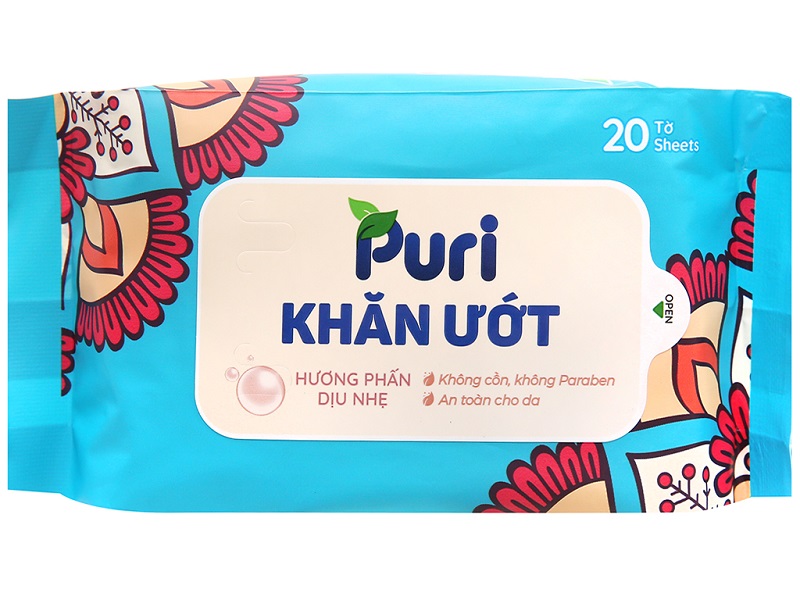 20 Tờ
Sheets
Puri
KHĂN ƯỚT
OPEN
HƯƠNG PHẤN
DỊU NHẸ
Không cồn, không Paraben
An toàn cho da